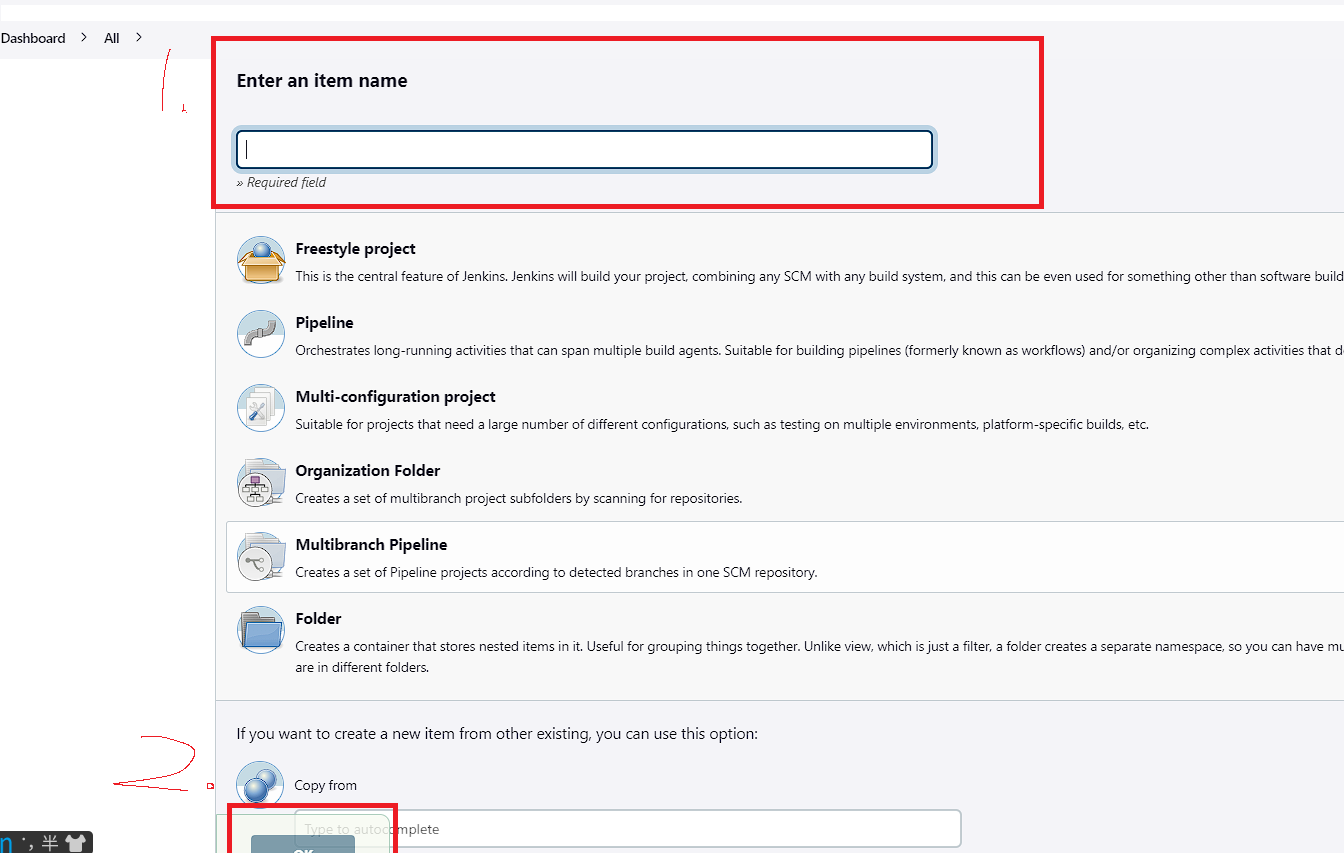 Dashboard > All >
1.
Enter an item name
» Required field
Freestyle project
This is the central feature of Jenkins. Jenkins will build your project, combining any SCM with any build system, and this can be even used for something other than software build
Pipeline
Orchestrates long-running activities that can span multiple build agents. Suitable for building pipelines (formerly known as workflows) and/or organizing complex activities that d
Multi-configuration project
Suitable for projects that need a large number of different configurations, such as testing on multiple environments, platform-specific builds, etc.
Organization Folder
Creates a set of multibranch project subfolders by scanning for repositories.
Multibranch Pipeline
Creates a set of Pipeline projects according to detected branches in one SCM repository.
Folder
Creates a container that stores nested items in it. Useful for grouping things together. Unlike view, which is just a filter, a folder creates a separate namespace, so you can have mu
are in different folders.
If you want to create a new item from other existing, you can use this option:
2.
Copy from
Type to autocomplete
OK
n ⁚, 半